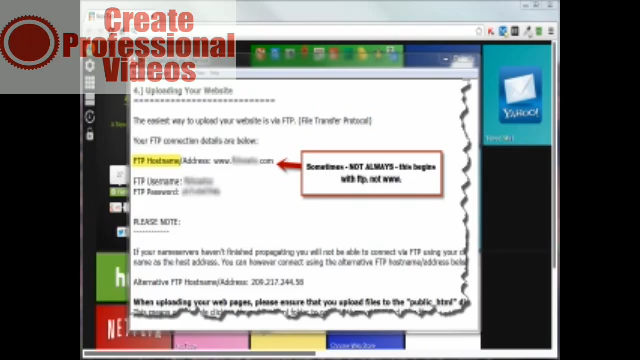 Create
Professional
Videos
4.] Uploading Your Website
The easiest way to upload your website is via FTP. [File Transfer Protocol]
Your FTP connection details are below:
FTP Hostname/Address: www. .com
Sometimes - NOT ALWAYS - this begins
with ftp, not www.
FTP Username:
FTP Password:
PLEASE NOTE:
If your nameservers haven't finished propagating you will not be able to connect via FTP using your
name as the host address. You can however connect using the alternative FTP hostname/address
Alternative FTP Hostname/Address: 209.217.244.58
When uploading your web pages, please ensure that you upload files to the "public_html"
YAHOO!
NETFLIX